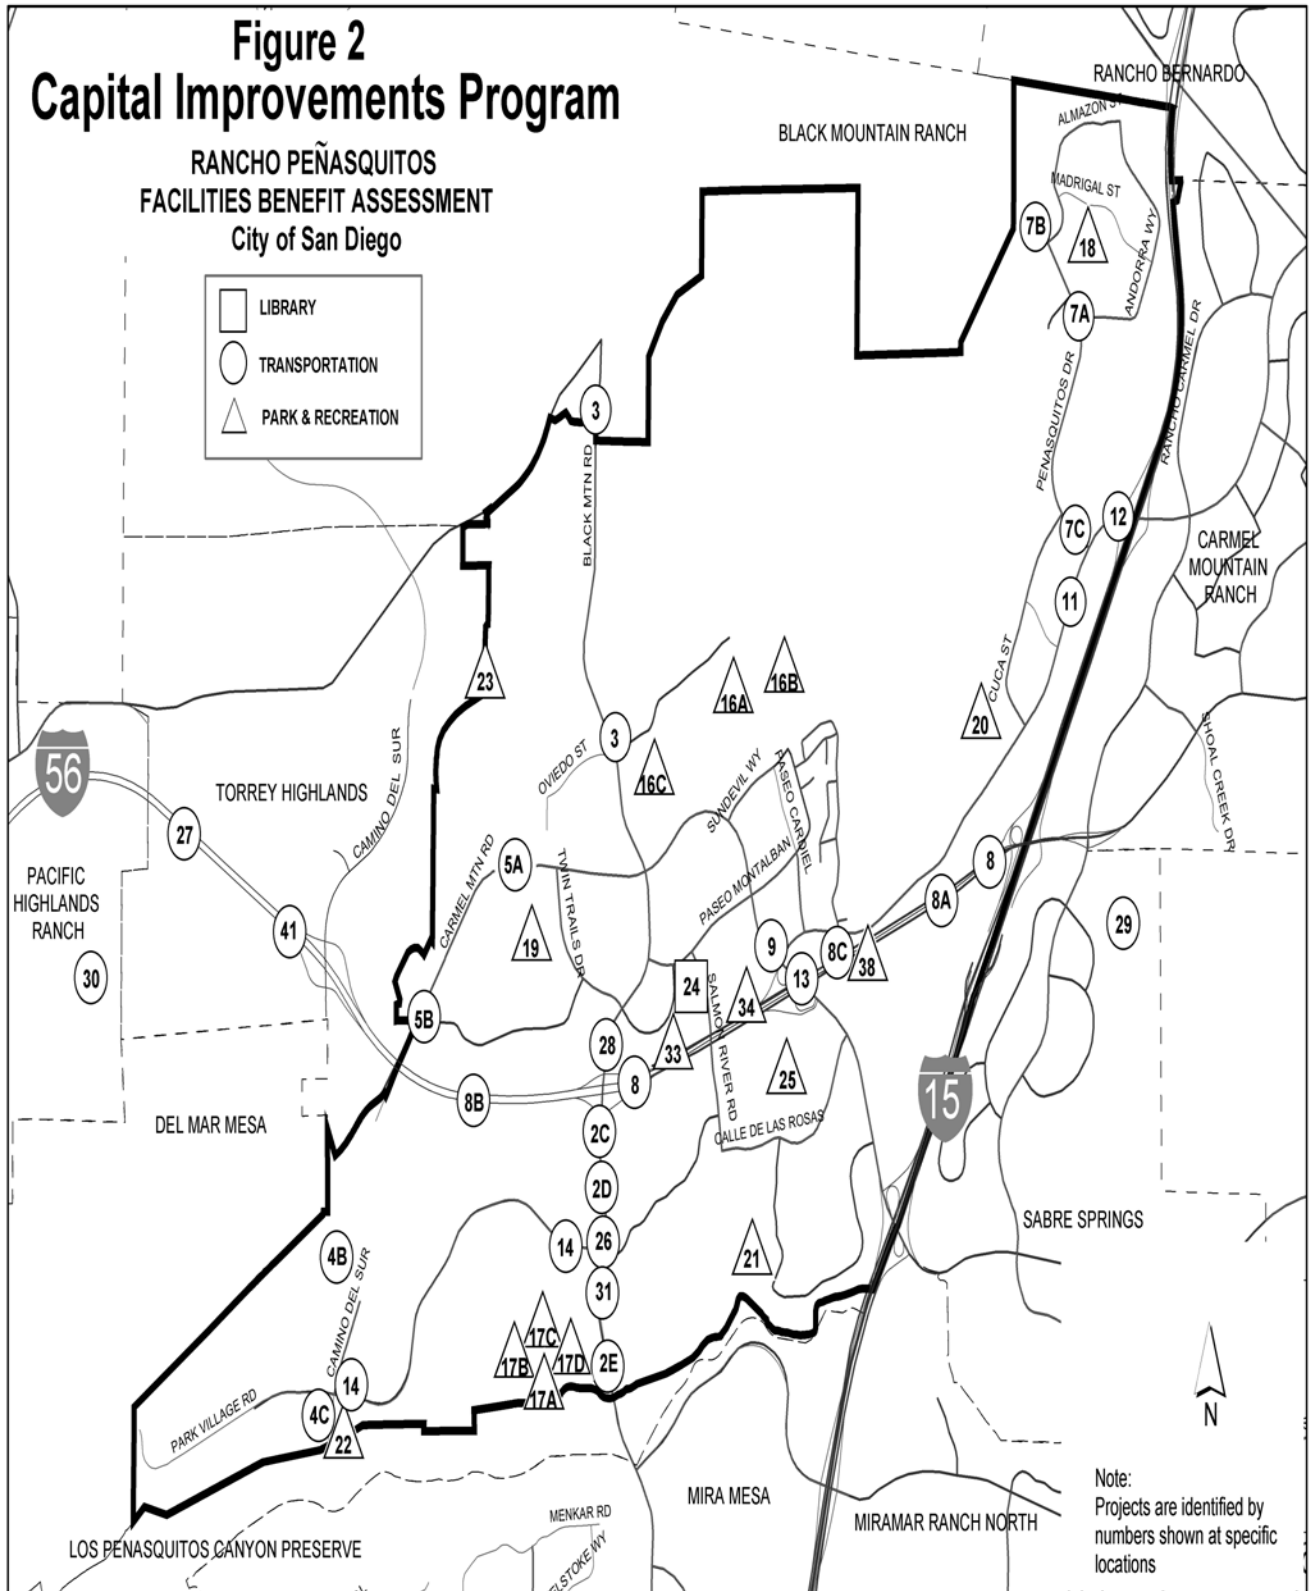 Figure 2
Capital Improvements Program
RANCHO PEÑASQUITOS
FACILITIES BENEFIT ASSESSMENT
City of San Diego
LIBRARY
TRANSPORTATION
PARK & RECREATION
RANCHO BERNARDO
ALMAZON ST
BLACK MOUNTAIN RANCH
MADRIGAL ST
7B
18
ANDORRA WY
7A
RANCHO CARMEL DR
PENASQUITOS DR
3
BLACK MTN RD
7C
12
CARMEL
MOUNTAIN
RANCH
11
CUCA ST
23
16A
16B
20
SHOAL CREEK DR
3
OVIEDO ST
16C
56
TORREY HIGHLANDS
CAMINO DEL SUR
SUNDEVIL WY
PASEO CARDIEL
27
CARMEL MTN RD
5A
TWIN TRAILS DR
PASEO MONTALBAN
8
PACIFIC
HIGHLANDS
RANCH
8A
41
19
9
8C
38
29
30
24
SALMON RIVER RD
34
13
5B
28
33
8
25
15
8B
DEL MAR MESA
2C
CALLE DE LAS ROSAS
2D
SABRE SPRINGS
4B
14
26
21
CAMINO DEL SUR
31
17C
17B
17D
2E
17A
14
4C
22
PARK VILLAGE RD
N
MIRA MESA
Note:
Projects are identified by
numbers shown at specific
locations
MENKAR RD
MIRAMAR RANCH NORTH
LOS PENASQUITOS CANYON PRESERVE
ELSTOKE WY